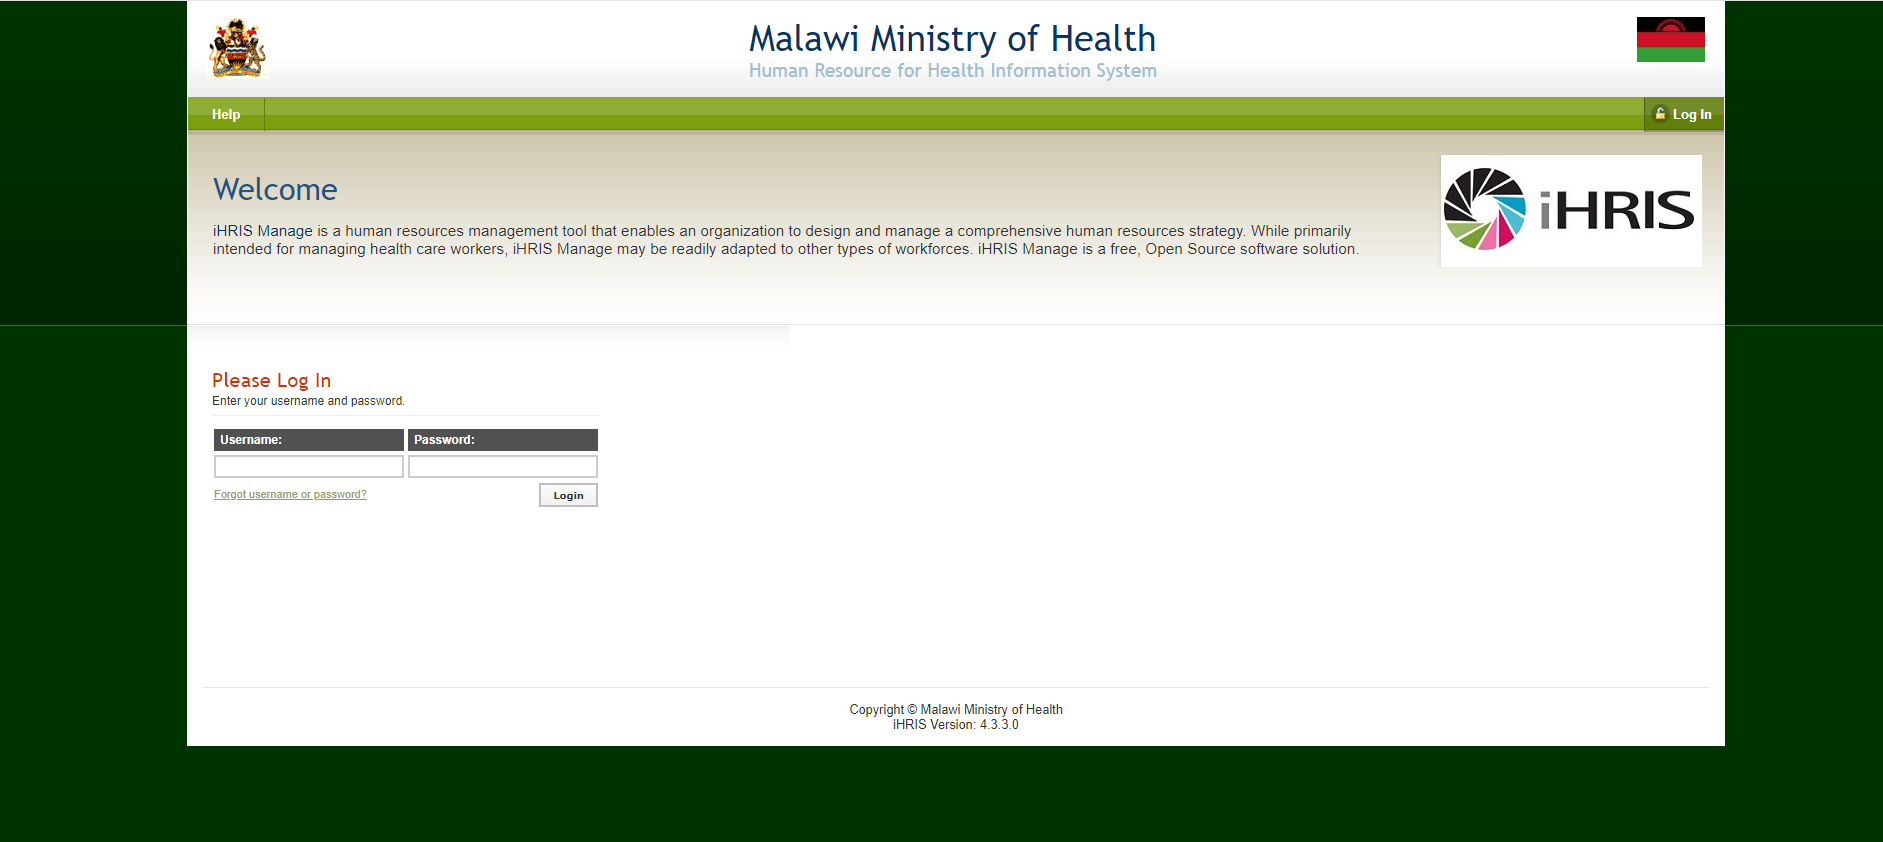 Malawi Ministry of Health
Human Resource for Health Information System
Help
Log In
Welcome
iHRIS Manage is a human resources management tool that enables an organization to design and manage a comprehensive human resources strategy. While primarily
intended for managing health care workers, iHRIS Manage may be readily adapted to other types of workforces. iHRIS Manage is a free, Open Source software solution.
iHRIS
Please Log In
Enter your username and password.
Username: Password:
Forgot username or password?
Login
Copyright © Malawi Ministry of Health
iHRIS Version: 4.3.3.0